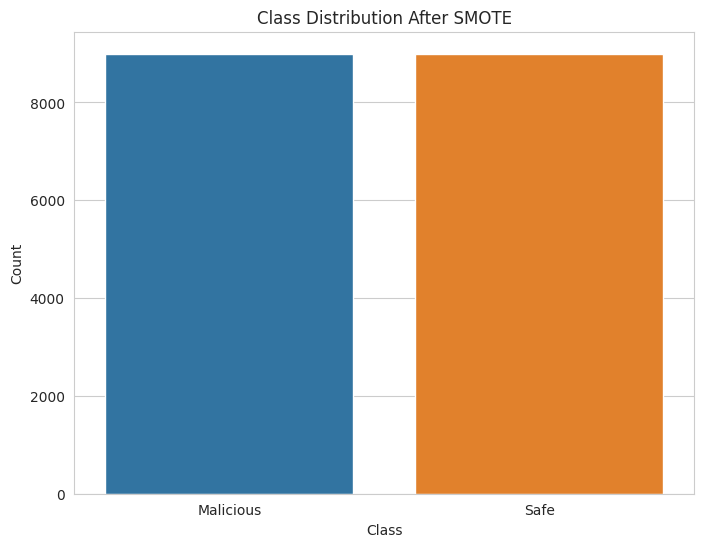 Class Distribution After SMOTE
Count
8000
6000
4000
2000
0
Malicious
Safe
Class